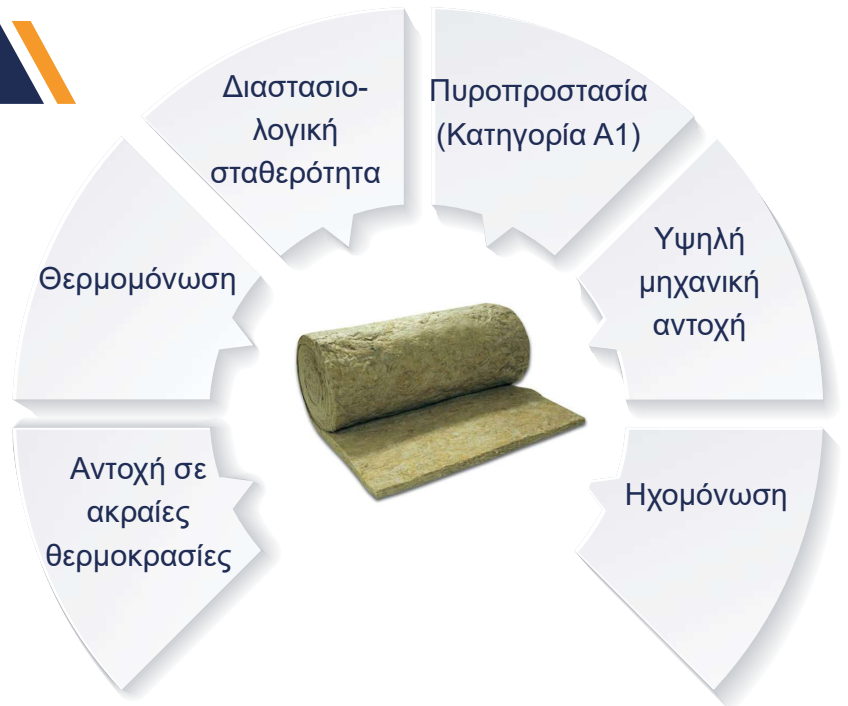 Διαστασιο-
λογική
σταθερότητα
Πυροπροστασία
(Κατηγορία Α1)
Θερμομόνωση
Υψηλή
μηχανική
αντοχή
Αντοχή σε
ακραίες
θερμοκρασίες
Ηχομόνωση